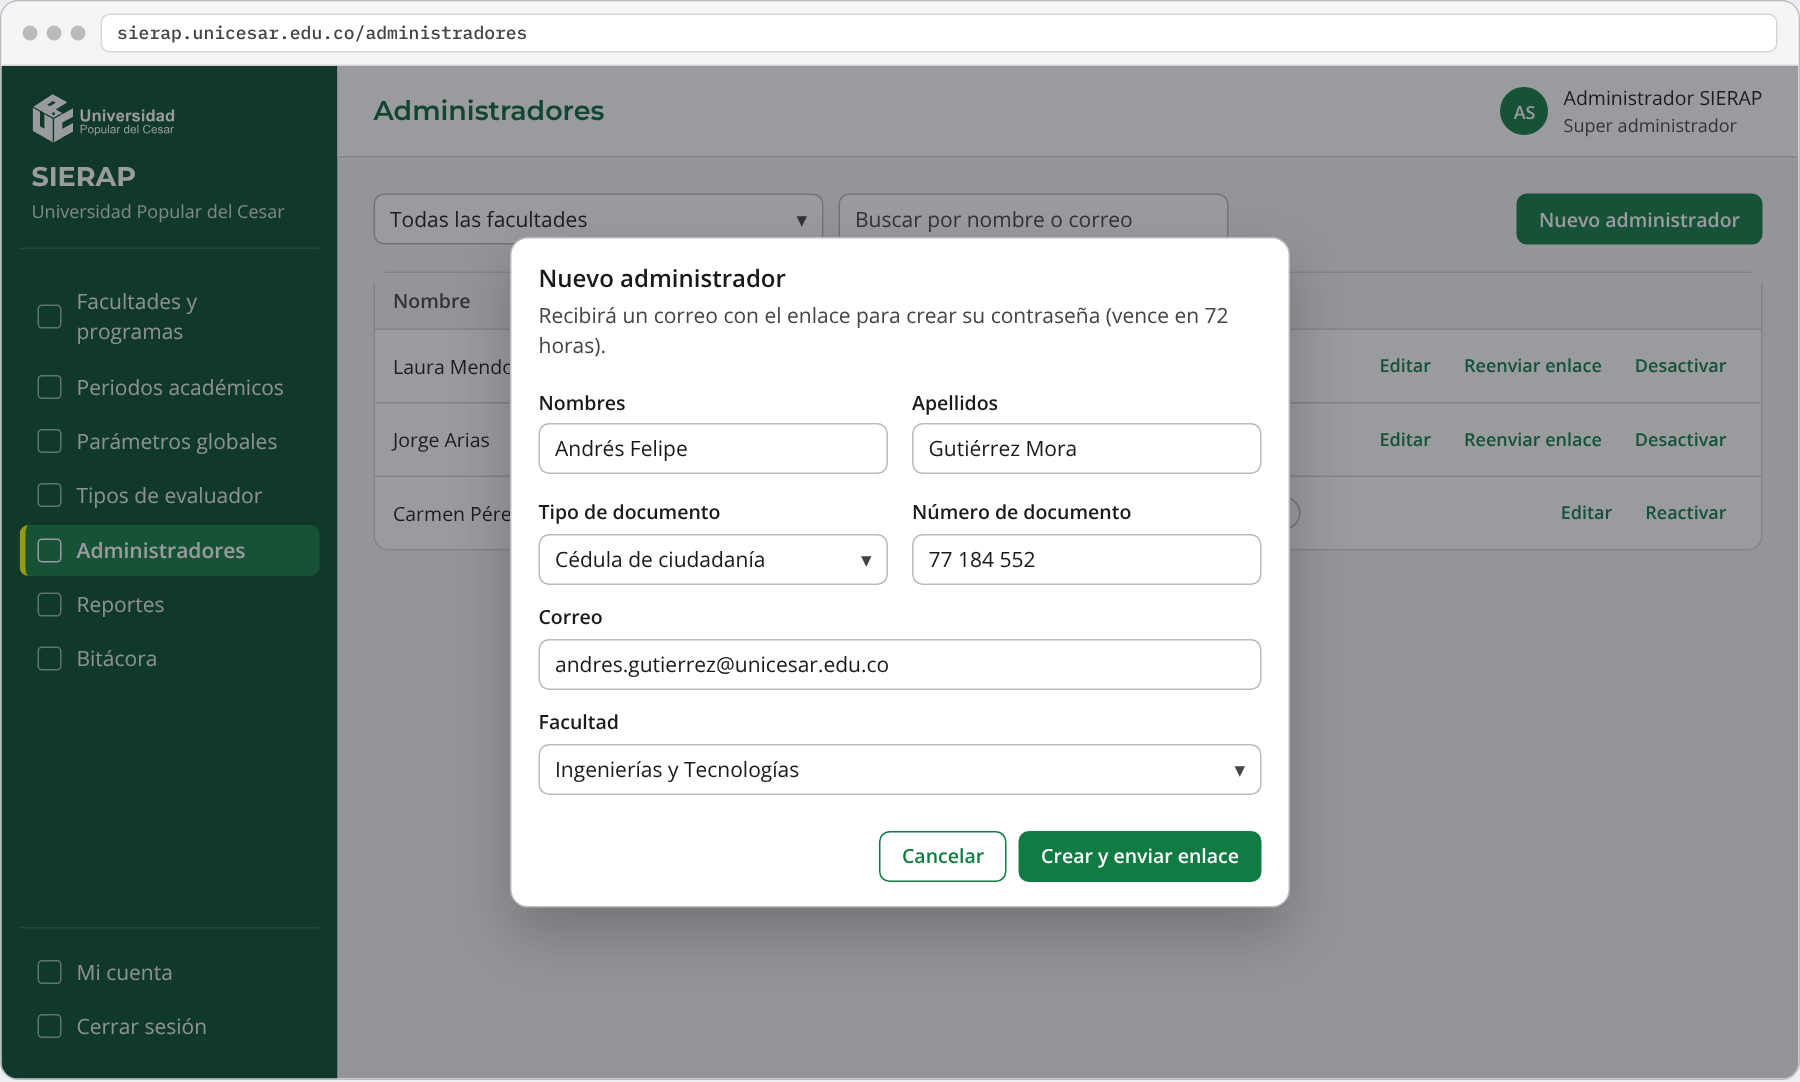 sierap.unicesar.edu.co/administradores
Universidad
Popular del Cesar
SIERAP
Universidad Popular del Cesar
Facultades y
programas
Periodos académicos
Parámetros globales
Tipos de evaluador
Administradores
Reportes
Bitácora
Mi cuenta
Cerrar sesión
Administradores
AS
Administrador SIERAP
Super administrador
Todas las facultades ▼
Buscar por nombre o correo
Nuevo administrador
Nombre
Laura Mendo
Editar Reenviar enlace Desactivar
Jorge Arias
Editar Reenviar enlace Desactivar
Carmen Pére
Editar Reactivar
Nuevo administrador
Recibirá un correo con el enlace para crear su contraseña (vence en 72
horas).
Nombres Apellidos
Andrés Felipe Gutiérrez Mora
Tipo de documento Número de documento
Cédula de ciudadanía ▼ 77 184 552
Correo
andres.gutierrez@unicesar.edu.co
Facultad
Ingenierías y Tecnologías ▼
Cancelar Crear y enviar enlace